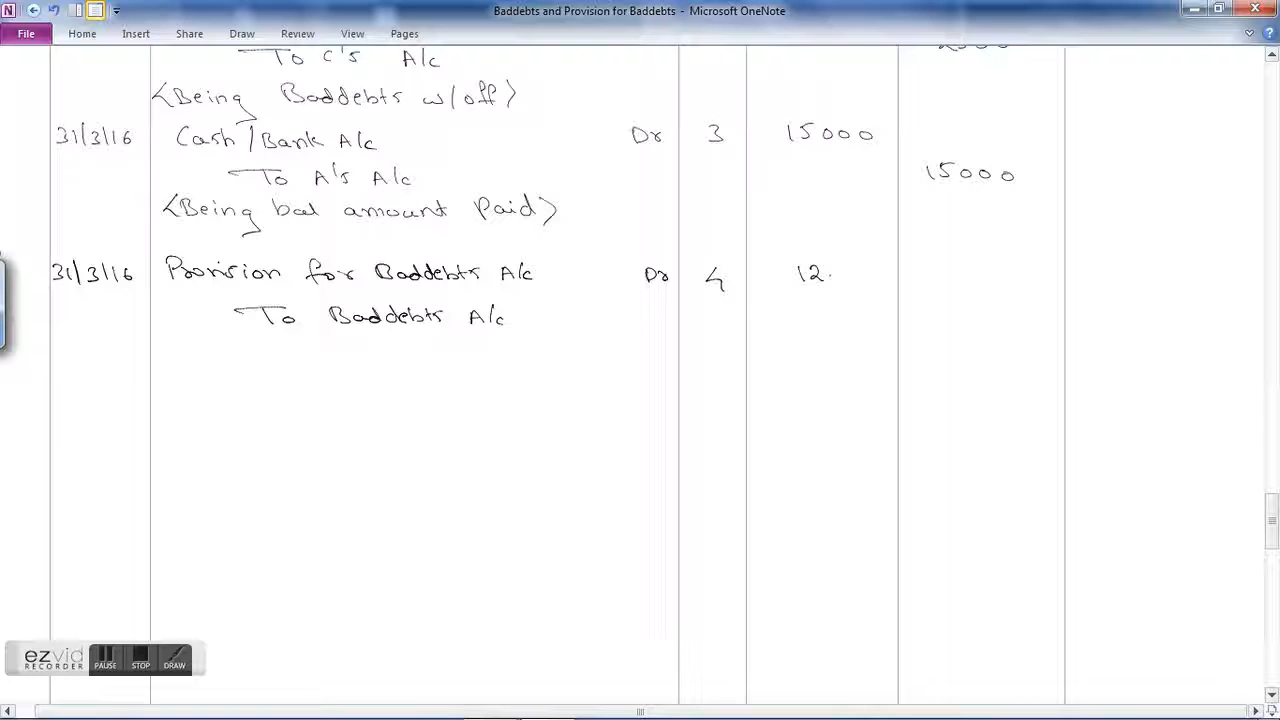 Baddebts and Provision for Baddebts - Microsoft OneNote
File Home Insert Share Draw Review View Pages
To C's A/c
<Being Baddebts w/off>
31/3/16 Cash/Bank A/c Dr 3 15000
To A's A/c 15000
<Being bal amount Paid>
31/3/16 Provision for Baddebts A/c Dr 4 12.
To Baddebts A/c
ezvid
RECORDER
PAUSE STOP DRAW